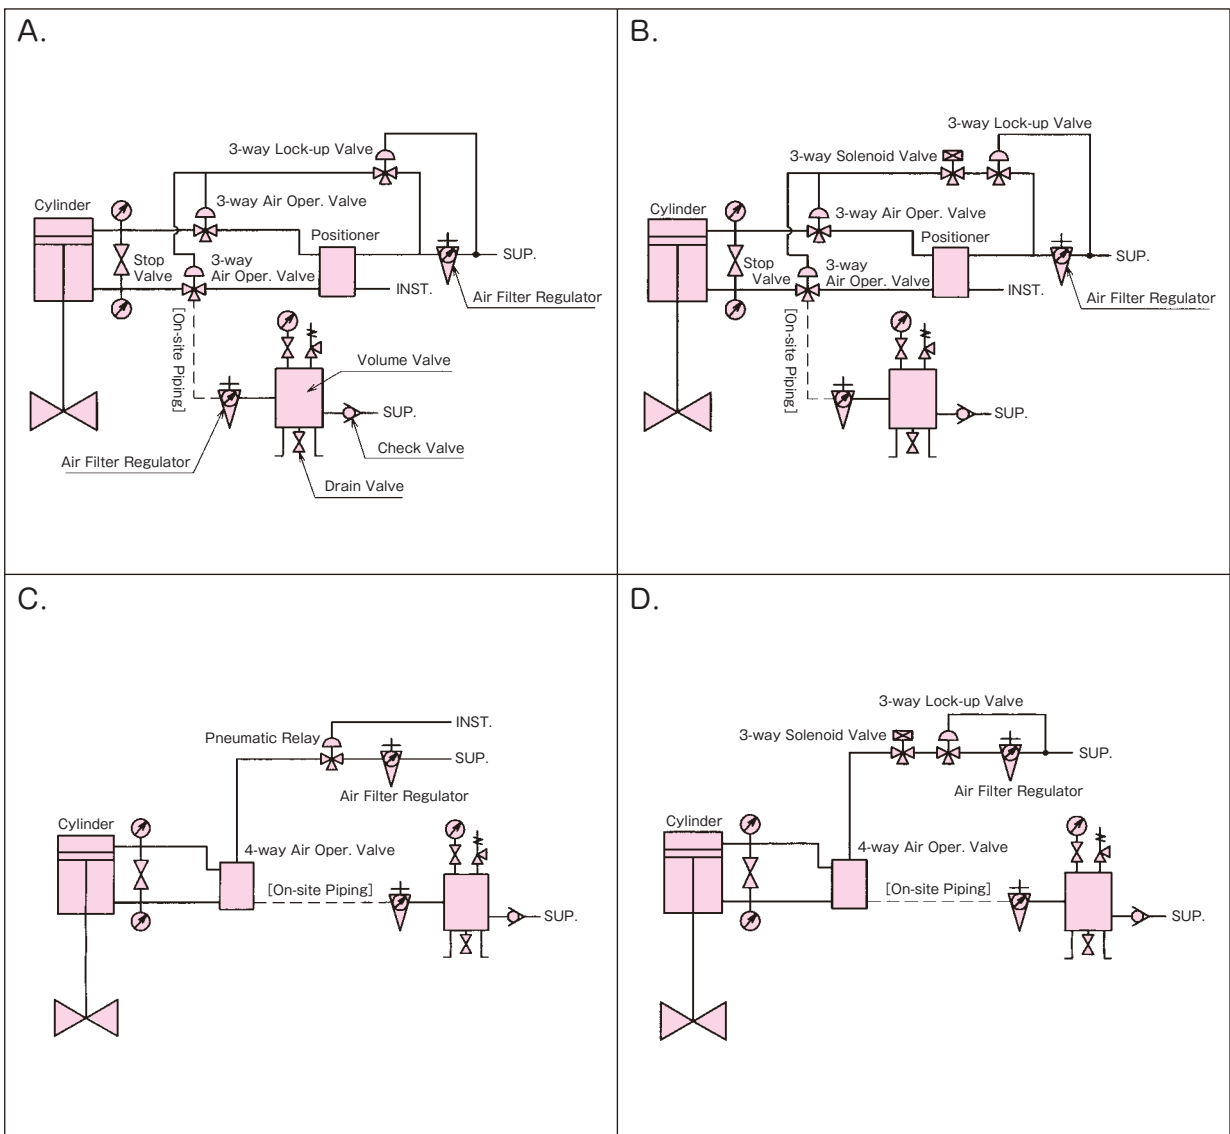 A.
3-way Lock-up Valve
3-way Air Oper. Valve
Cylinder
Positioner
SUP.
Stop
Valve
3-way
Air Oper. Valve
INST.
Air Filter Regulator
[On-site Piping]
Volume Valve
SUP.
Check Valve
Air Filter Regulator
Drain Valve
B.
3-way Lock-up Valve
3-way Solenoid Valve
Cylinder
3-way Air Oper. Valve
Positioner
SUP.
Stop
Valve
3-way
Air Oper. Valve
INST.
Air Filter Regulator
[On-site Piping]
SUP.
C.
INST.
Pneumatic Relay
SUP.
Air Filter Regulator
Cylinder
4-way Air Oper. Valve
[On-site Piping]
SUP.
D.
3-way Lock-up Valve
3-way Solenoid Valve
SUP.
Air Filter Regulator
Cylinder
4-way Air Oper. Valve
[On-site Piping]
SUP.